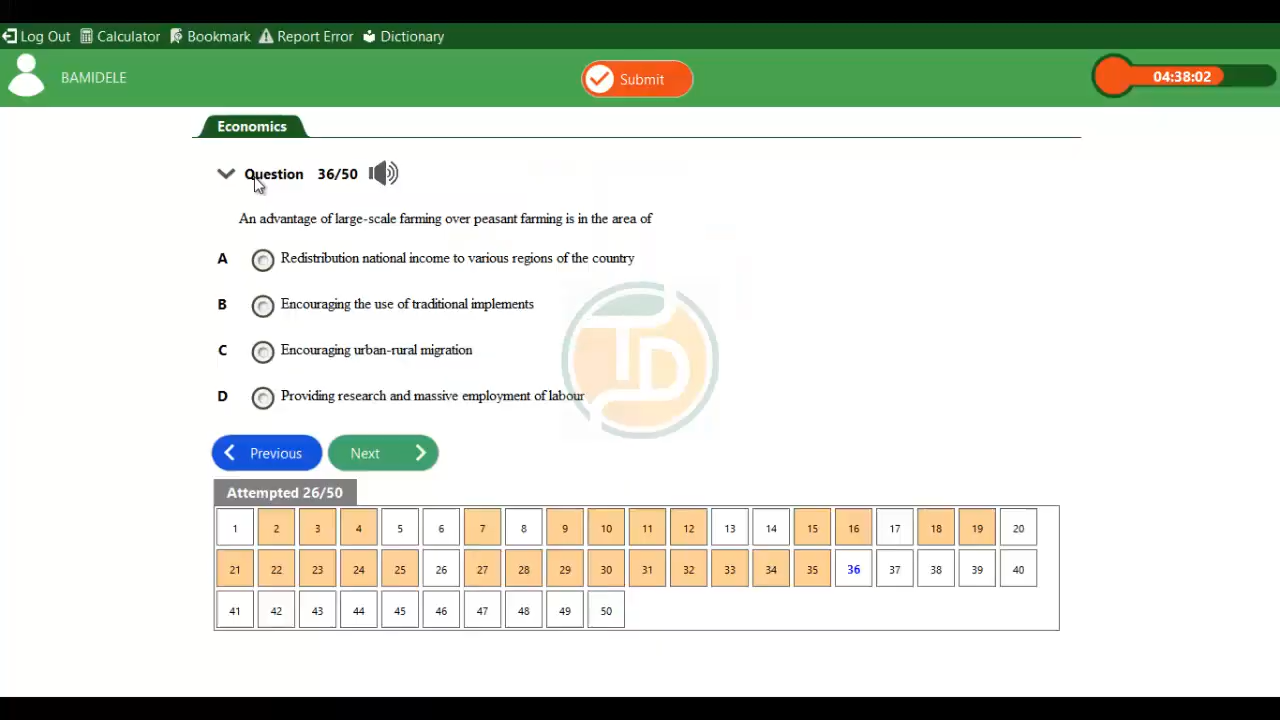 Log Out Calculator Bookmark Report Error Dictionary
BAMIDELE
Submit
04:38:02
Economics
Question 36/50
An advantage of large-scale farming over peasant farming is in the area of
A Redistribution national income to various regions of the country
B Encouraging the use of traditional implements
C Encouraging urban-rural migration
D Providing research and massive employment of labour
TD
Previous Next
Attempted 26/50
1 2 3 4 5 6 7 8 9 10 11 12 13 14 15 16 17 18 19 20
21 22 23 24 25 26 27 28 29 30 31 32 33 34 35 36 37 38 39 40
41 42 43 44 45 46 47 48 49 50